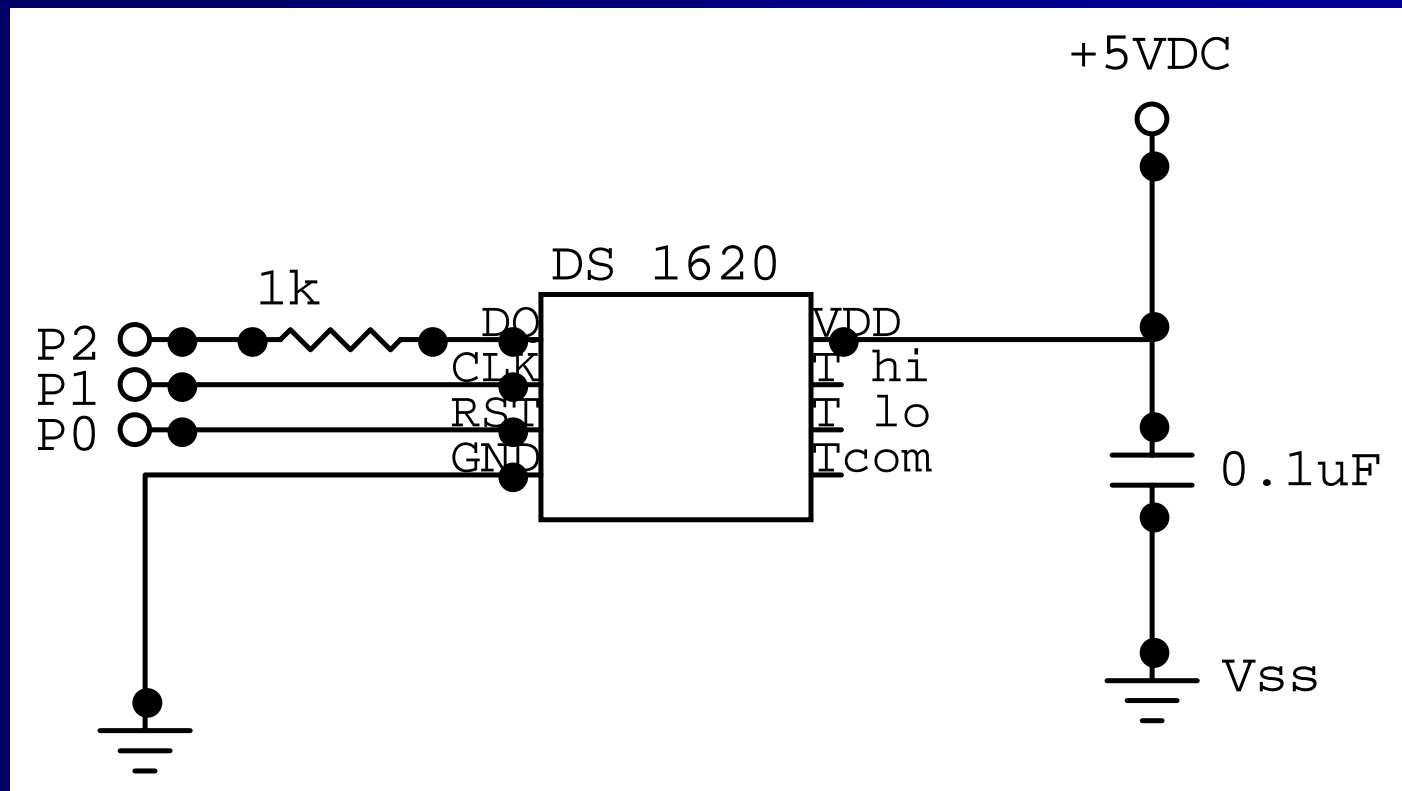 +5VDC
DS 1620
1k
P2
P1
P0
DQ
CLK
RST
GND
VDD
T hi
T lo
Tcom
0.1uF
Vss